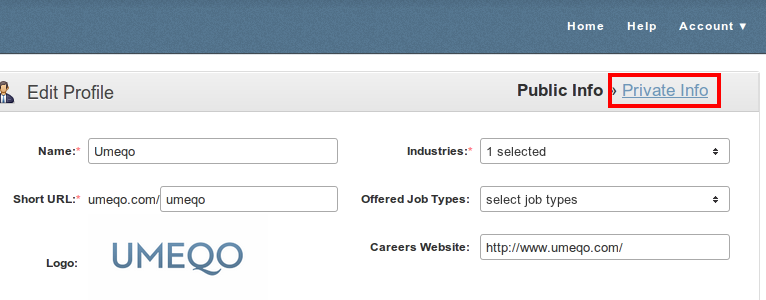 Home Help Account ▾
Edit Profile Public Info » Private Info
Name:* Umeqo Industries:* 1 selected
Short URL:* umeqo.com/ umeqo Offered Job Types: select job types
Logo: UMEQO Careers Website: http://www.umeqo.com/